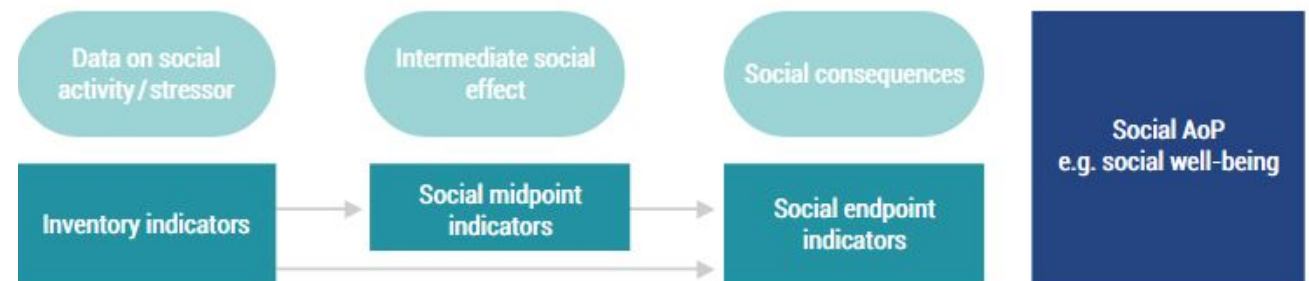 Data on social
activity/stressor
Intermediate social
effect
Social consequences
Social AoP
e.g. social well-being
Inventory indicators
Social midpoint
indicators
Social endpoint
indicators